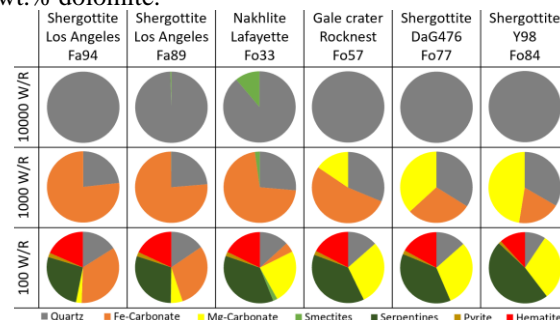 wt.% dolomite.
Shergottite Los Angeles Fa94
Shergottite Los Angeles Fa89
Nakhlite Lafayette Fo33
Gale crater Rocknest Fo57
Shergottite DaG476 Fo77
Shergottite Y98 Fo84
10000 W/R
1000 W/R
100 W/R
Quartz Fe-Carbonate Mg-Carbonate Smectites Serpentines Pyrite Hematite